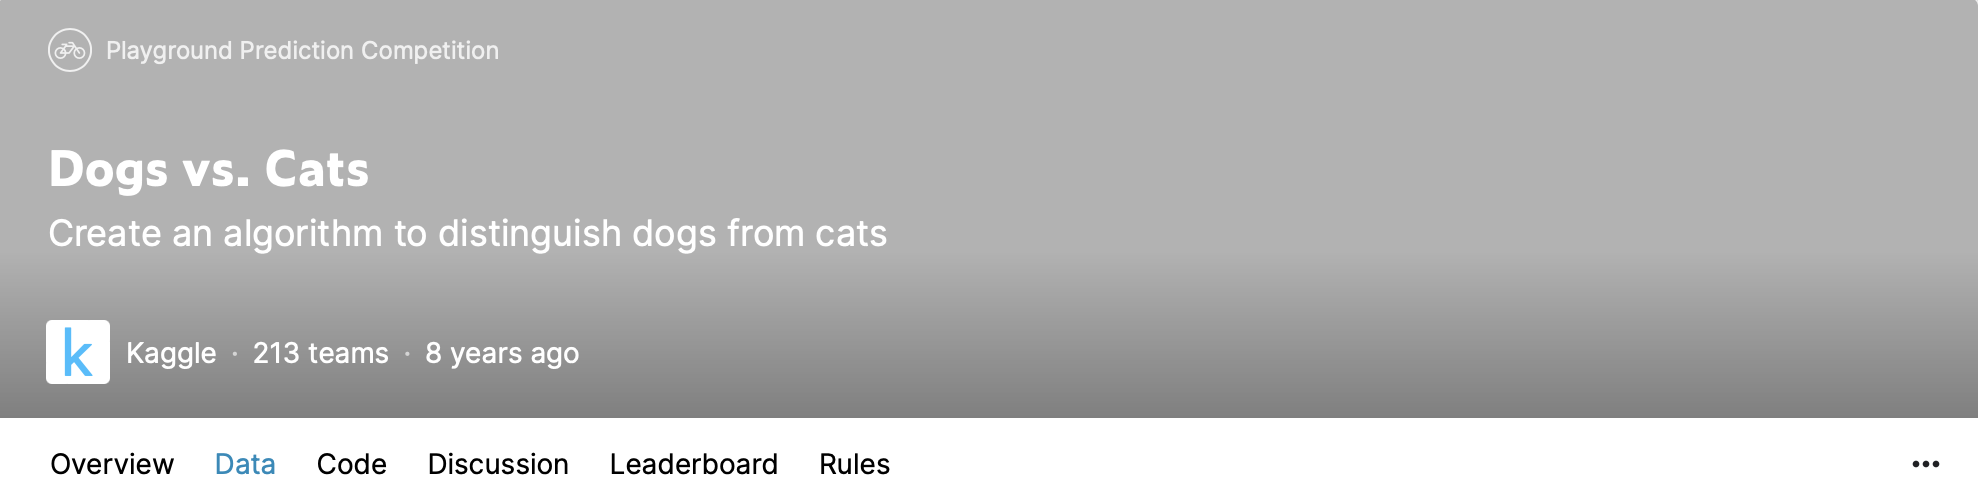 Playground Prediction Competition
Dogs vs. Cats
Create an algorithm to distinguish dogs from cats
k Kaggle · 213 teams · 8 years ago
Overview Data Code Discussion Leaderboard Rules •••